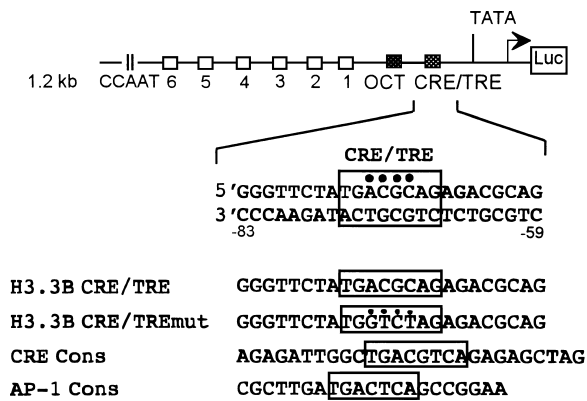 TATA
Luc
1.2 kb CCAAT 6 5 4 3 2 1 OCT CRE/TRE
CRE/TRE
5'GGGTTCTATGACGCAGAGACGCAG
3'CCCAAGATACTGCGTCTCTGCGTC
-83 -59
H3.3B CRE/TRE GGGTTCTATGACGCAGAGACGCAG
H3.3B CRE/TREmut GGGTTCTATGGTCTAGAGACGCAG
CRE Cons AGAGATTGGCTGACGTCAGAGAGCTAG
AP-1 Cons CGCTTGATGACTCAGCCGGAA